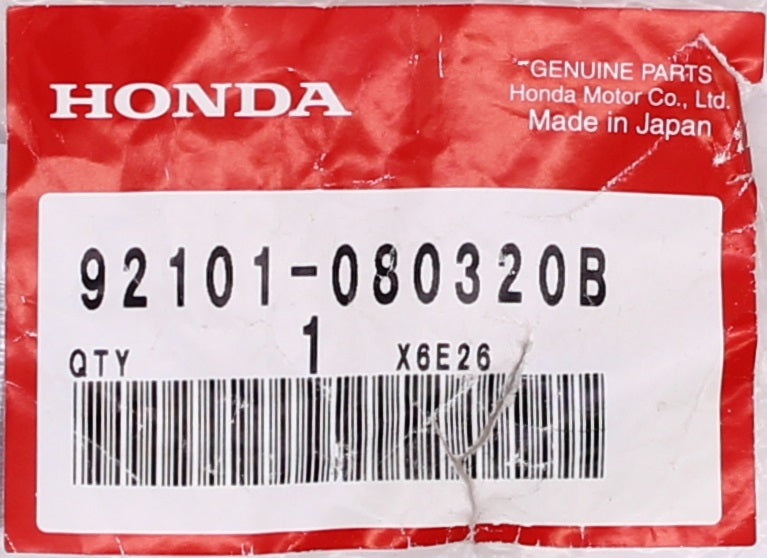 HONDA
GENUINE PARTS
Honda Motor Co., Ltd.
Made in Japan
92101-080320B
QTY 1 X6E26